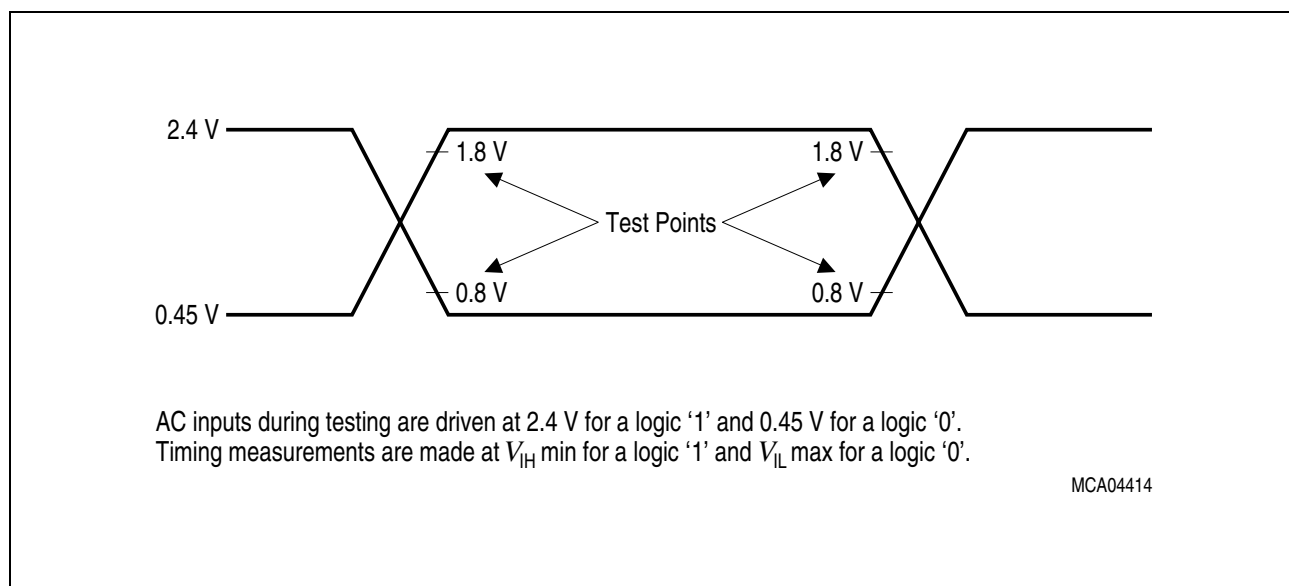 2.4 V
1.8 V
1.8 V
Test Points
0.8 V
0.8 V
0.45 V
AC inputs during testing are driven at 2.4 V for a logic ‘1’ and 0.45 V for a logic ‘0’.
Timing measurements are made at VIH min for a logic ‘1’ and VIL max for a logic ‘0’.
MCA04414